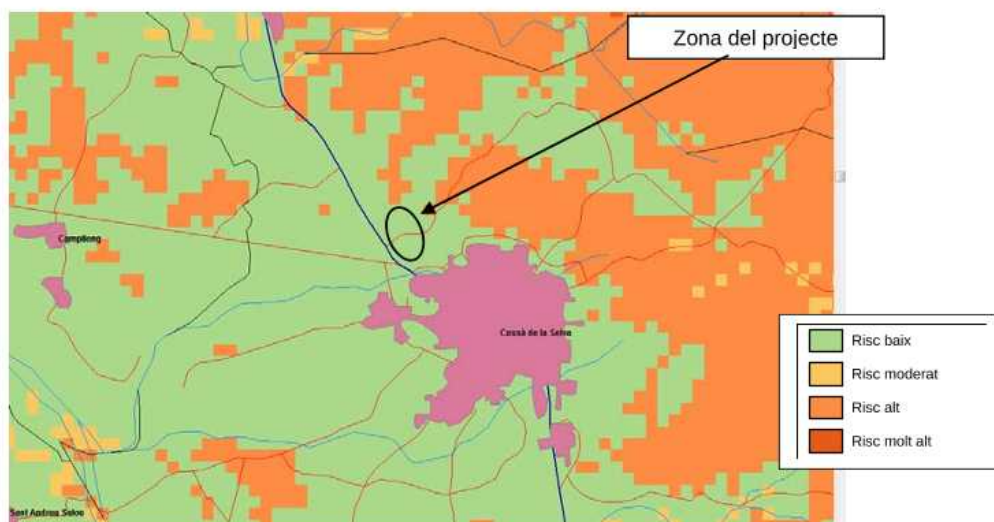 Zona del projecte
Campllong
Cassà de la Selva
Risc baix
Risc moderat
Risc alt
Risc molt alt
Sant Andreu Salou